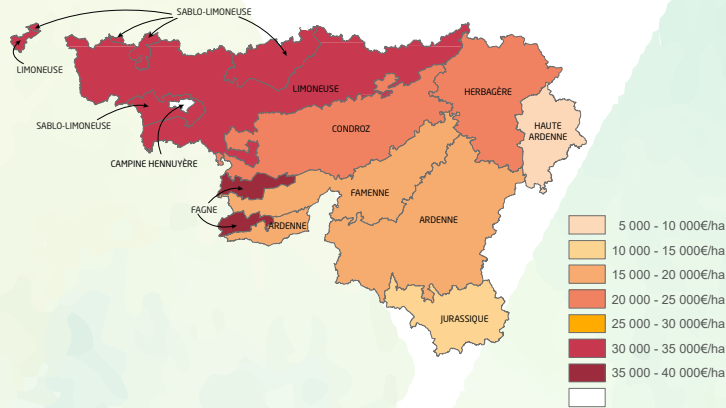 SABLO-LIMONEUSE
LIMONEUSE
LIMONEUSE
HERBAGÈRE
SABLO-LIMONEUSE
CONDROZ
HAUTE
ARDENNE
CAMPINE HENNUYÈRE
FAMENNE
FAGNE
ARDENNE
ARDENNE
JURASSIQUE
5 000 - 10 000€/ha
10 000 - 15 000€/ha
15 000 - 20 000€/ha
20 000 - 25 000€/ha
25 000 - 30 000€/ha
30 000 - 35 000€/ha
35 000 - 40 000€/ha